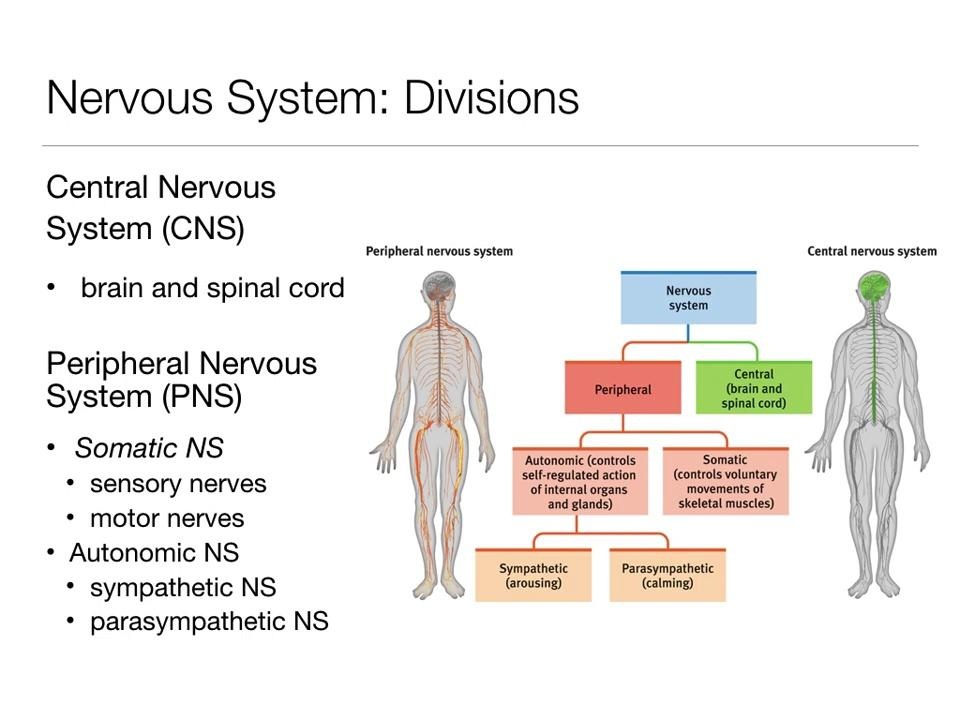 Nervous System: Divisions
Central Nervous
System (CNS)
• brain and spinal cord
Peripheral Nervous
System (PNS)
• Somatic NS
• sensory nerves
• motor nerves
• Autonomic NS
• sympathetic NS
• parasympathetic NS
Peripheral nervous system
Central nervous system
Nervous
system
Peripheral
Central
(brain and
spinal cord)
Autonomic (controls
self-regulated action
of internal organs
and glands)
Somatic
(controls voluntary
movements of
skeletal muscles)
Sympathetic
(arousing)
Parasympathetic
(calming)